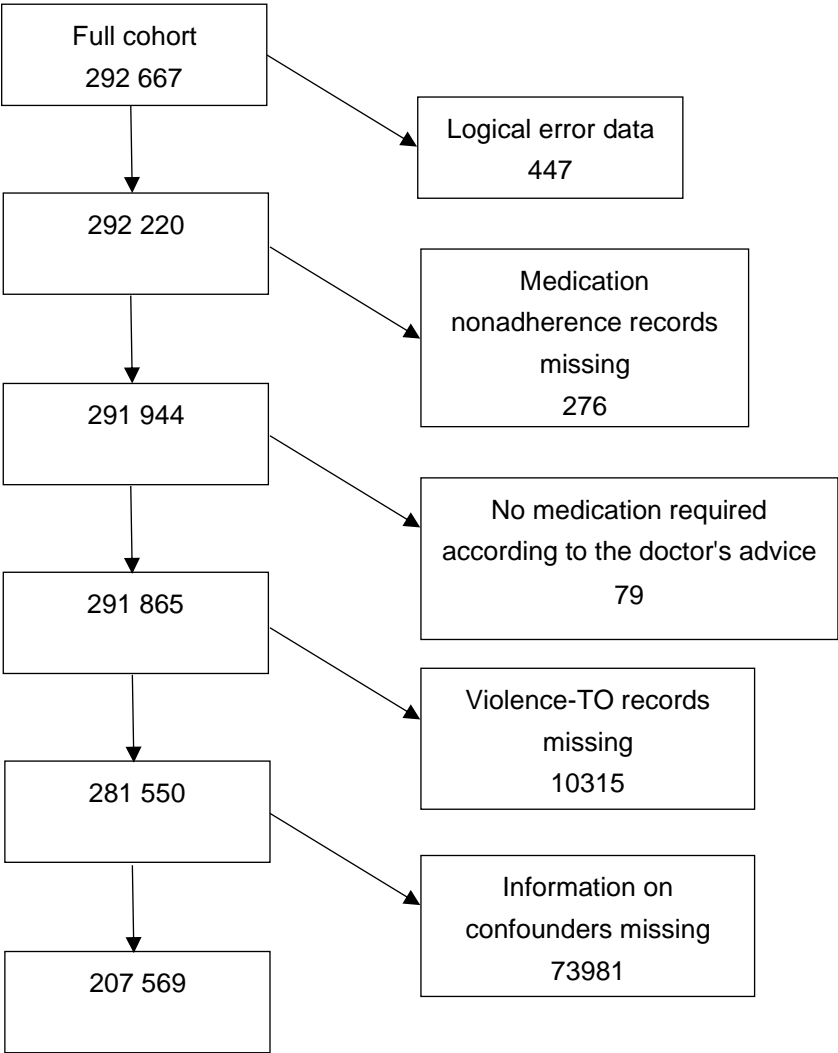 Full cohort
292 667
Logical error data
447
292 220
Medication
nonadherence records
missing
276
291 944
No medication required
according to the doctor's advice
79
291 865
Violence-TO records
missing
10315
281 550
Information on
confounders missing
73981
207 569